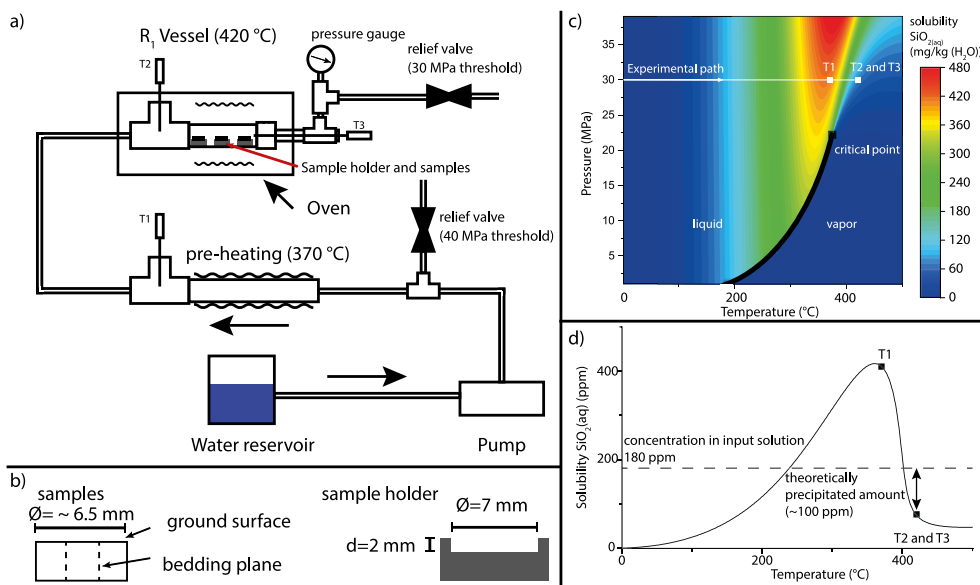 a)
R1 Vessel (420 °C)
T2
pressure gauge
relief valve
(30 MPa threshold)
T3
Sample holder and samples
Oven
T1
pre-heating (370 °C)
relief valve
(40 MPa threshold)
Water reservoir
Pump
b)
samples
Ø= ~ 6.5 mm
ground surface
bedding plane
sample holder
Ø=7 mm
d=2 mm
c)
solubility
SiO2(aq)
(mg/kg (H2O))
Experimental path
T1
T2 and T3
critical point
liquid
vapor
Pressure (MPa)
35
30
25
20
15
10
5
0
200
400
Temperature (°C)
480
420
360
300
240
180
120
60
0
d)
Solubility SiO2(aq) (ppm)
600
400
200
0
T1
concentration in input solution
180 ppm
theoretically
precipitated amount
(~100 ppm)
T2 and T3
0
200
400
Temperature (°C)